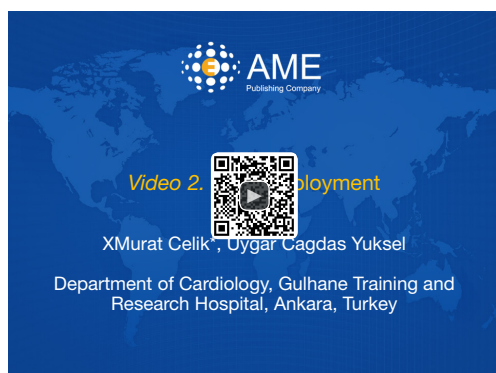 AME
Publishing Company
Video 2.
XMurat Celik*, Uygar Cagdas Yuksel
Department of Cardiology, Gulhane Training and
Research Hospital, Ankara, Turkey